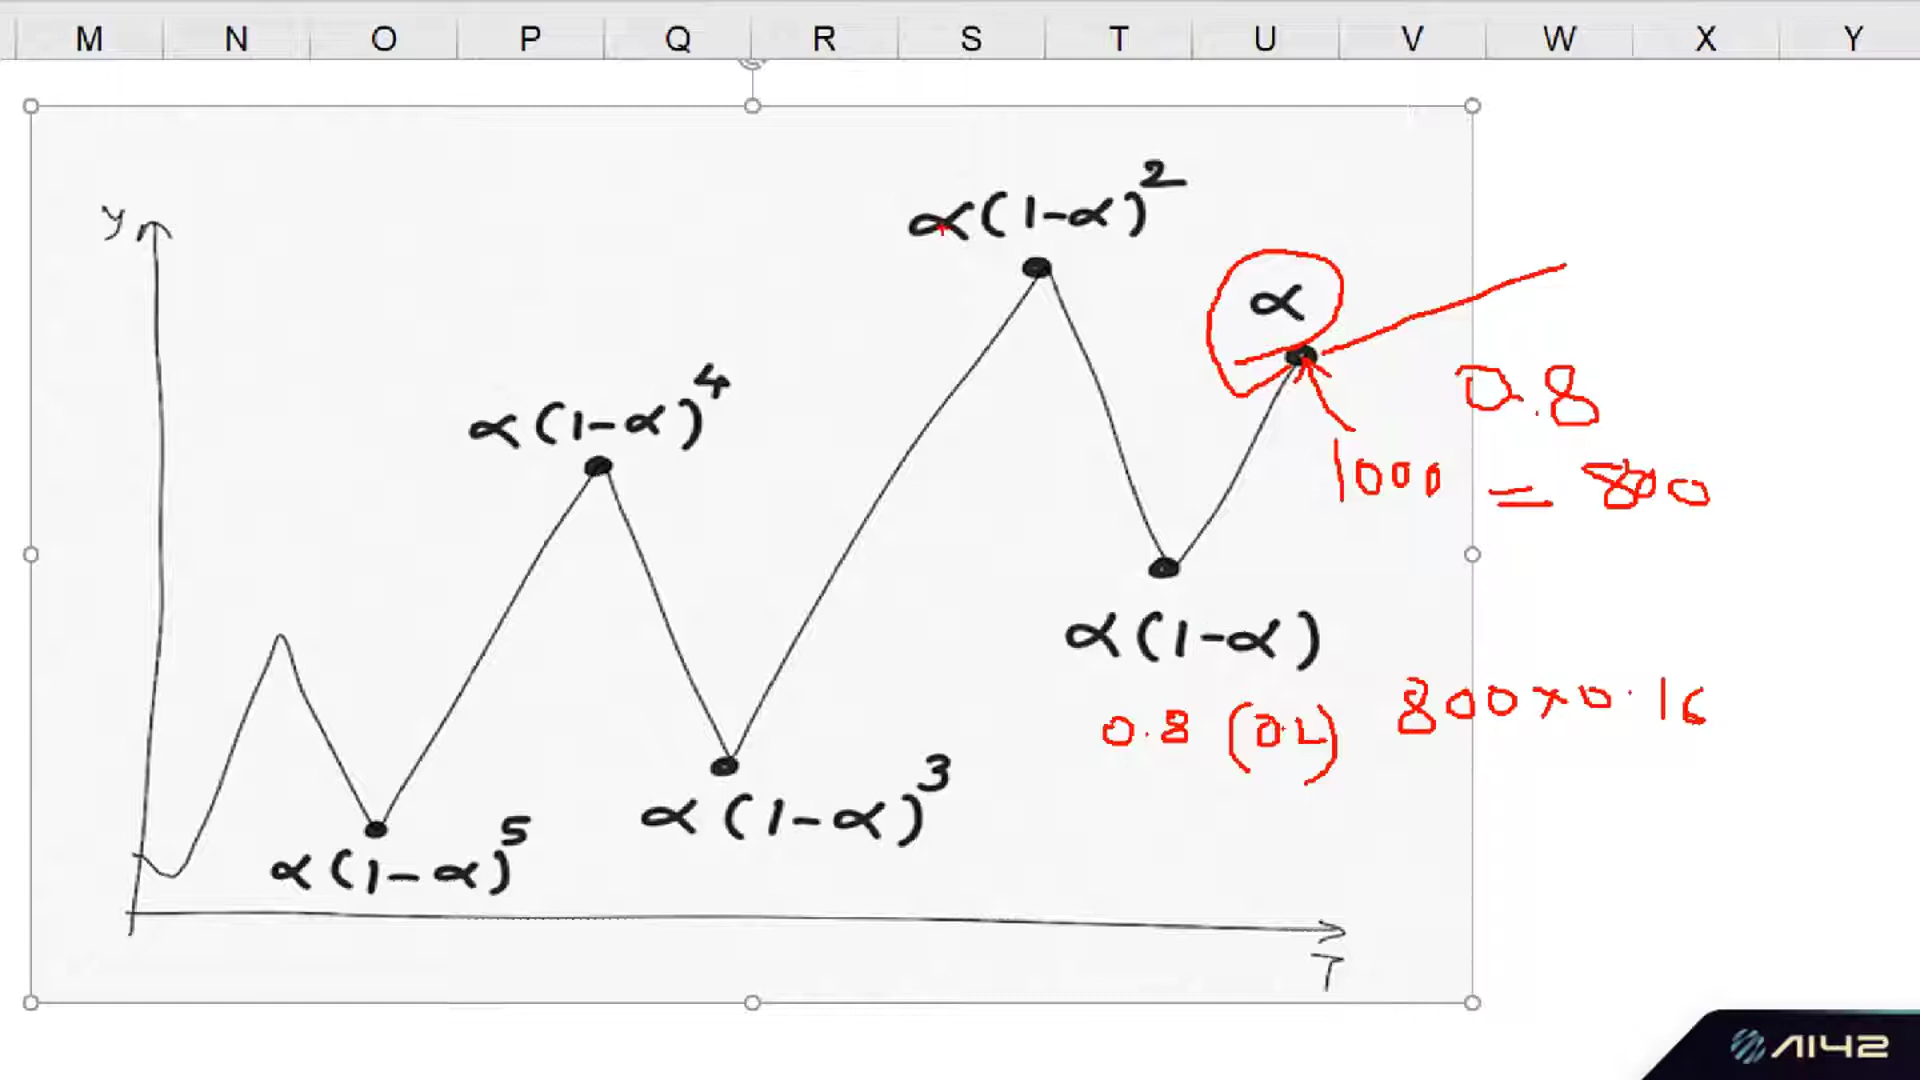 M N O P Q R S T U V W X Y
α(1-α)²
y
α
α(1-α)⁴
0.8
1000 = 800
α(1-α)
0.8 (0.2) 800×0.16
α(1-α)³
α(1-α)⁵
T
AI42